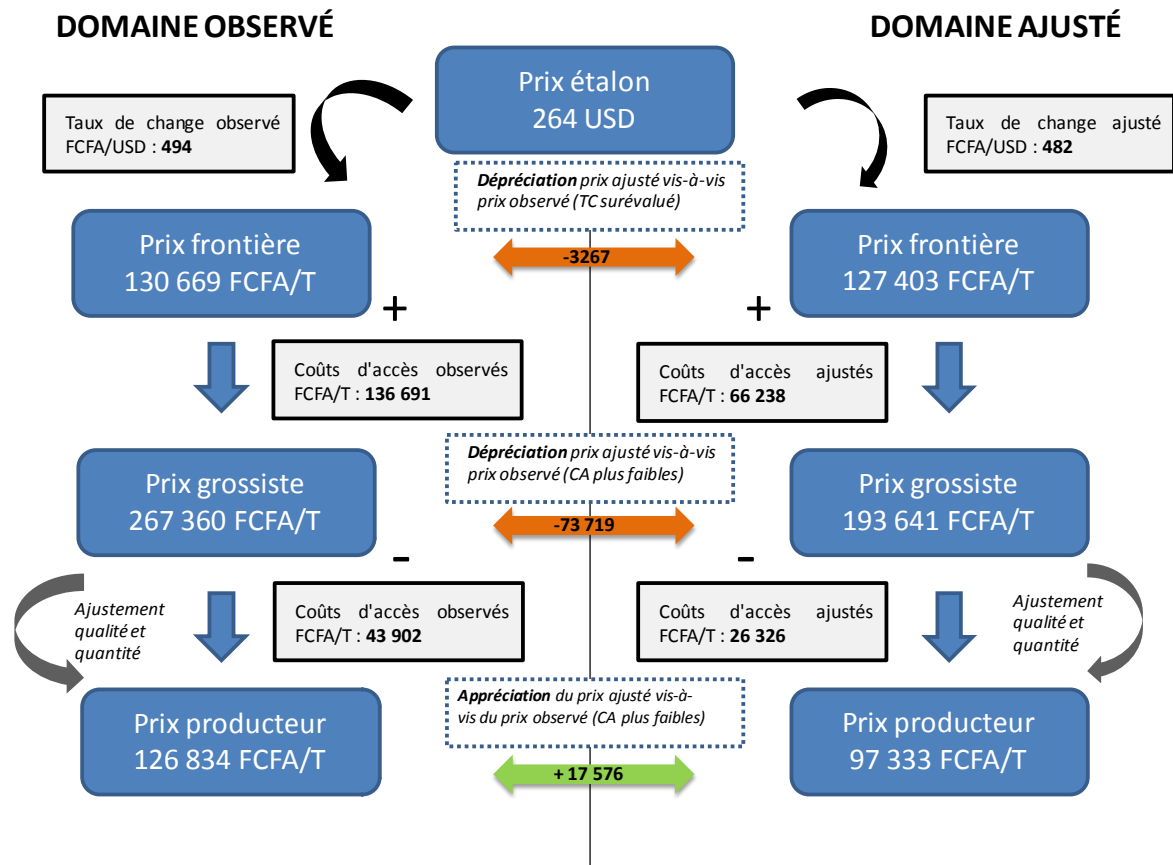 DOMAINE OBSERVÉ
DOMAINE AJUSTÉ
Prix étalon
264 USD
Taux de change observé
FCFA/USD : 494
Taux de change ajusté
FCFA/USD : 482
Dépréciation prix ajusté vis-à-vis
prix observé (TC surévalué)
Prix frontière
130 669 FCFA/T
-3267
Prix frontière
127 403 FCFA/T
+
+
Coûts d'accès observés
FCFA/T : 136 691
Coûts d'accès ajustés
FCFA/T : 66 238
Dépréciation prix ajusté vis-à-vis
prix observé (CA plus faibles)
Prix grossiste
267 360 FCFA/T
-73 719
Prix grossiste
193 641 FCFA/T
-
-
Ajustement
qualité et
quantité
Coûts d'accès observés
FCFA/T : 43 902
Coûts d'accès ajustés
FCFA/T : 26 326
Ajustement
qualité et
quantité
Appréciation du prix ajusté vis-à-
vis du prix observé (CA plus faibles)
Prix producteur
126 834 FCFA/T
+ 17 576
Prix producteur
97 333 FCFA/T